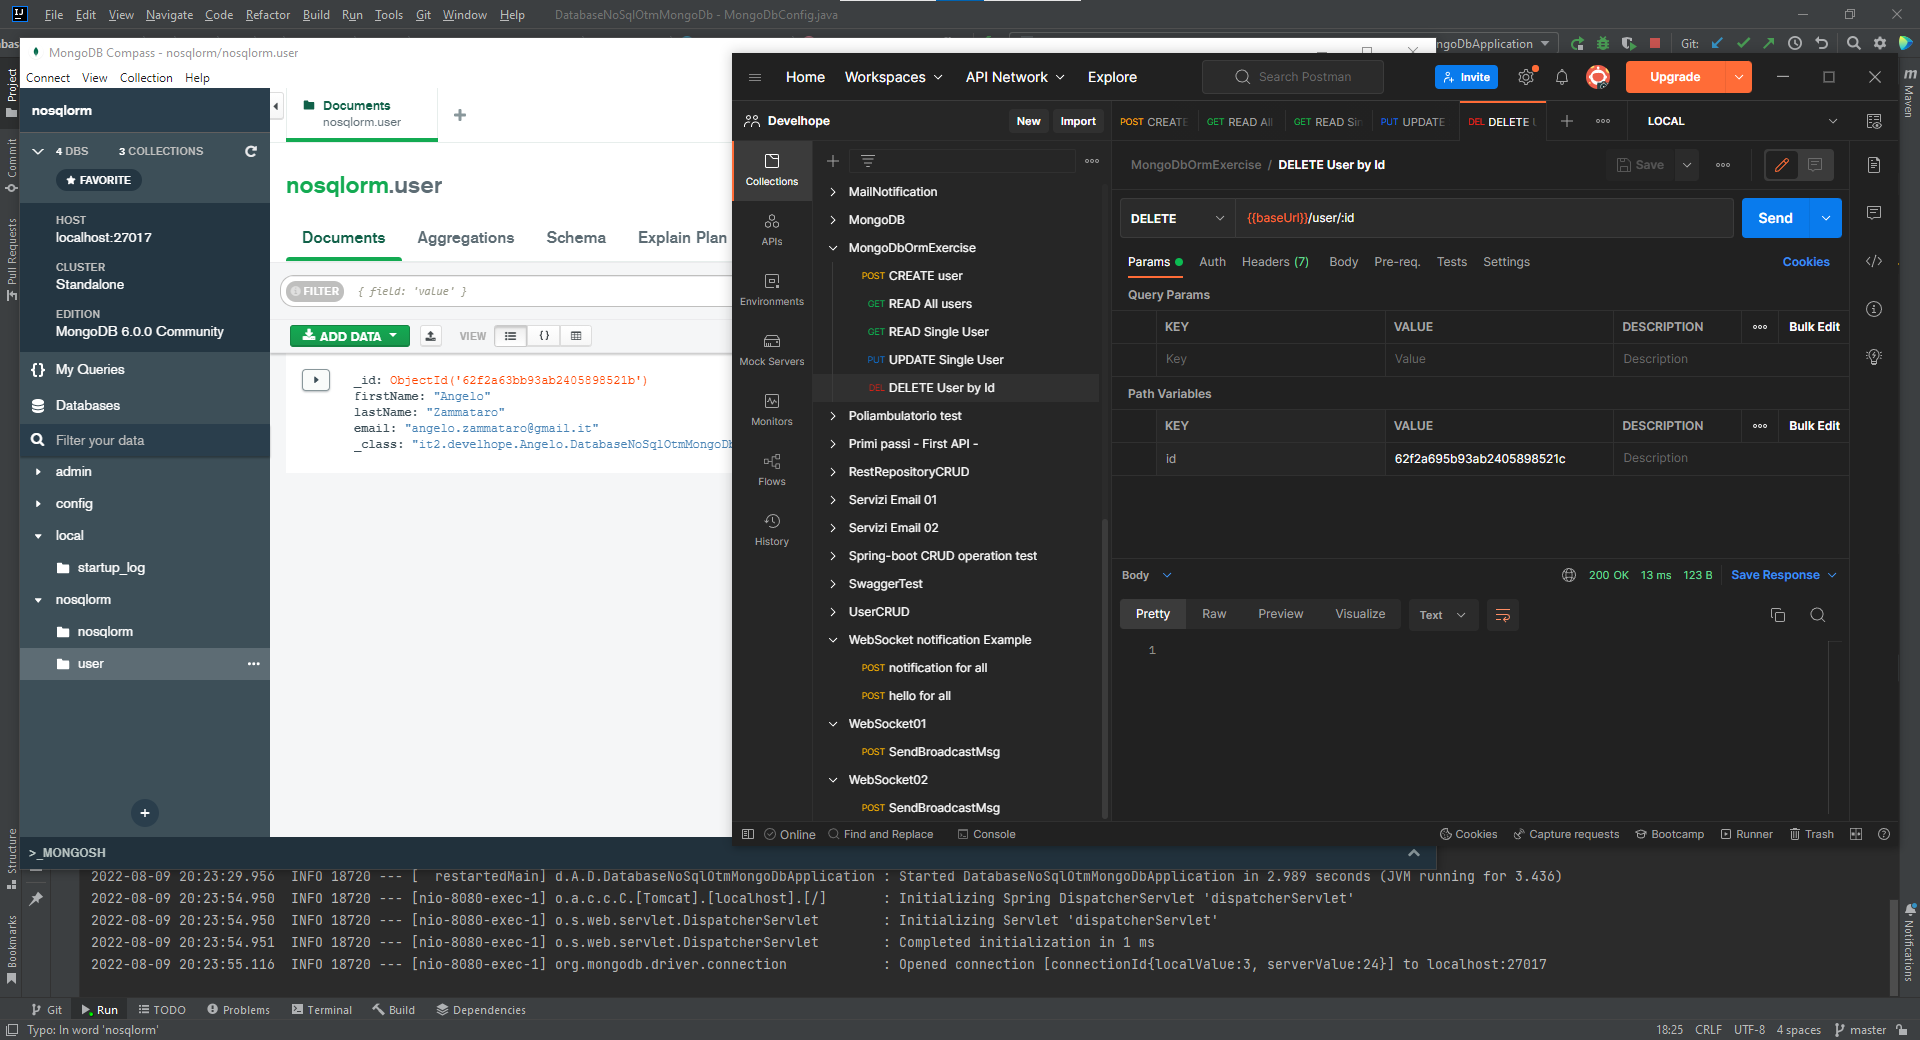 File Edit View Navigate Code Refactor Build Run Tools Git Window Help DatabaseNoSqlOtmMongoDb - MongoDbConfig.java
ngoDbApplication Git:
MongoDB Compass - nosqlorm/nosqlorm.user
Connect View Collection Help
nosqlorm
4 DBS 3 COLLECTIONS
FAVORITE
HOST
localhost:27017
CLUSTER
Standalone
EDITION
MongoDB 6.0.0 Community
My Queries
Databases
Filter your data
admin
config
local
startup_log
nosqlorm
nosqlorm
user
Documents
nosqlorm.user
nosqlorm.user
Documents Aggregations Schema Explain Plan
FILTER { field: 'value' }
ADD DATA VIEW
_id: ObjectId('62f2a63bb93ab2405898521b')
firstName: "Angelo"
lastName: "Zammataro"
email: "angelo.zammataro@gmail.it"
_class: "it2.develhope.Angelo.DatabaseNoSqlOtmMongoDb
>_MONGOSH
Home Workspaces API Network Explore Search Postman Invite Upgrade
Develhope New Import
Collections
APIs
Environments
Mock Servers
Monitors
Flows
History
MailNotification
MongoDB
MongoDbOrmExercise
POST CREATE user
GET READ All users
GET READ Single User
PUT UPDATE Single User
DEL DELETE User by Id
Poliambulatorio test
Primi passi - First API -
RestRepositoryCRUD
Servizi Email 01
Servizi Email 02
Spring-boot CRUD operation test
SwaggerTest
UserCRUD
WebSocket notification Example
POST notification for all
POST hello for all
WebSocket01
POST SendBroadcastMsg
WebSocket02
POST SendBroadcastMsg
POST CREATE GET READ All GET READ Sin PUT UPDATE DEL DELETE U LOCAL
MongoDbOrmExercise / DELETE User by Id Save
DELETE {{baseUrl}}/user/:id Send
Params Auth Headers (7) Body Pre-req. Tests Settings Cookies
Query Params
KEY VALUE DESCRIPTION Bulk Edit
Key Value Description
Path Variables
KEY VALUE DESCRIPTION Bulk Edit
id 62f2a695b93ab2405898521c Description
Body 200 OK 13 ms 123 B Save Response
Pretty Raw Preview Visualize Text
1
Online Find and Replace Console Cookies Capture requests Bootcamp Runner Trash
2022-08-09 20:23:29.956 INFO 18720 --- [ restartedMain] d.A.D.DatabaseNoSqlOtmMongoDbApplication : Started DatabaseNoSqlOtmMongoDbApplication in 2.989 seconds (JVM running for 3.436)
2022-08-09 20:23:54.950 INFO 18720 --- [nio-8080-exec-1] o.a.c.c.C.[Tomcat].[localhost].[/] : Initializing Spring DispatcherServlet 'dispatcherServlet'
2022-08-09 20:23:54.950 INFO 18720 --- [nio-8080-exec-1] o.s.web.servlet.DispatcherServlet : Initializing Servlet 'dispatcherServlet'
2022-08-09 20:23:54.951 INFO 18720 --- [nio-8080-exec-1] o.s.web.servlet.DispatcherServlet : Completed initialization in 1 ms
2022-08-09 20:23:55.116 INFO 18720 --- [nio-8080-exec-1] org.mongodb.driver.connection : Opened connection [connectionId{localValue:3, serverValue:24}] to localhost:27017
Project
Commit
Pull Requests
Structure
Bookmarks
Maven
Notifications
Git Run TODO Problems Terminal Build Dependencies
Typo: In word 'nosqlorm' 18:25 CRLF UTF-8 4 spaces master